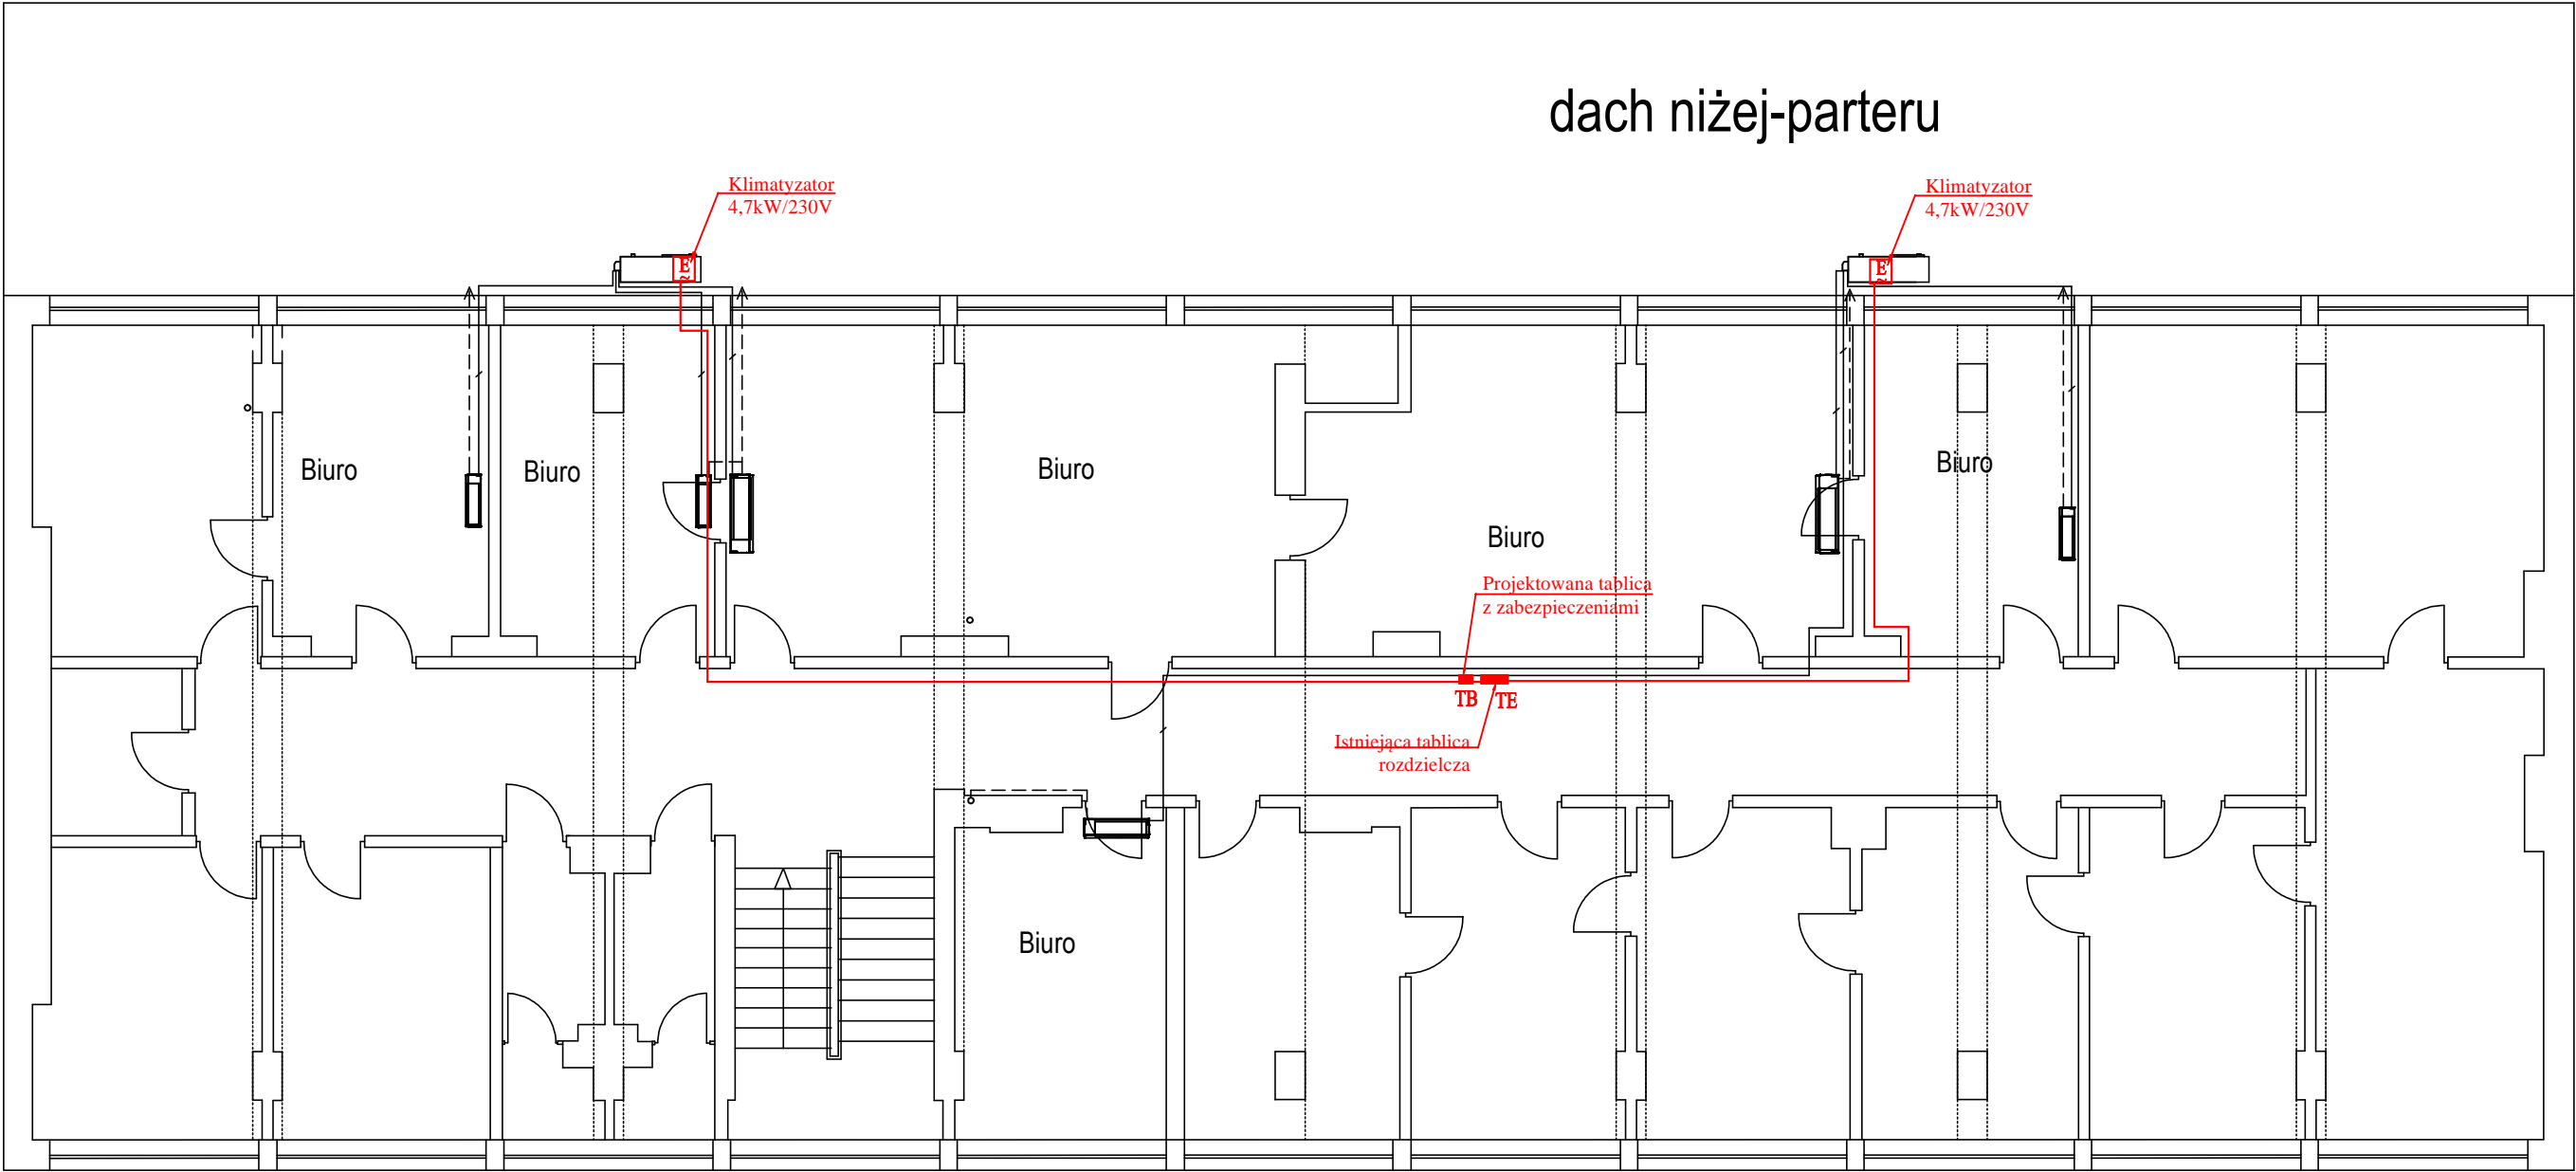 dach niżej-parteru
Klimatyzator
4,7kW/230V
Klimatyzator
4,7kW/230V
E
~
E
~
Biuro
Biuro
Biuro
Biuro
Biuro
Projektowana tablica
z zabezpieczeniami
TB
TE
Istniejąca tablica
rozdzielcza
Biuro